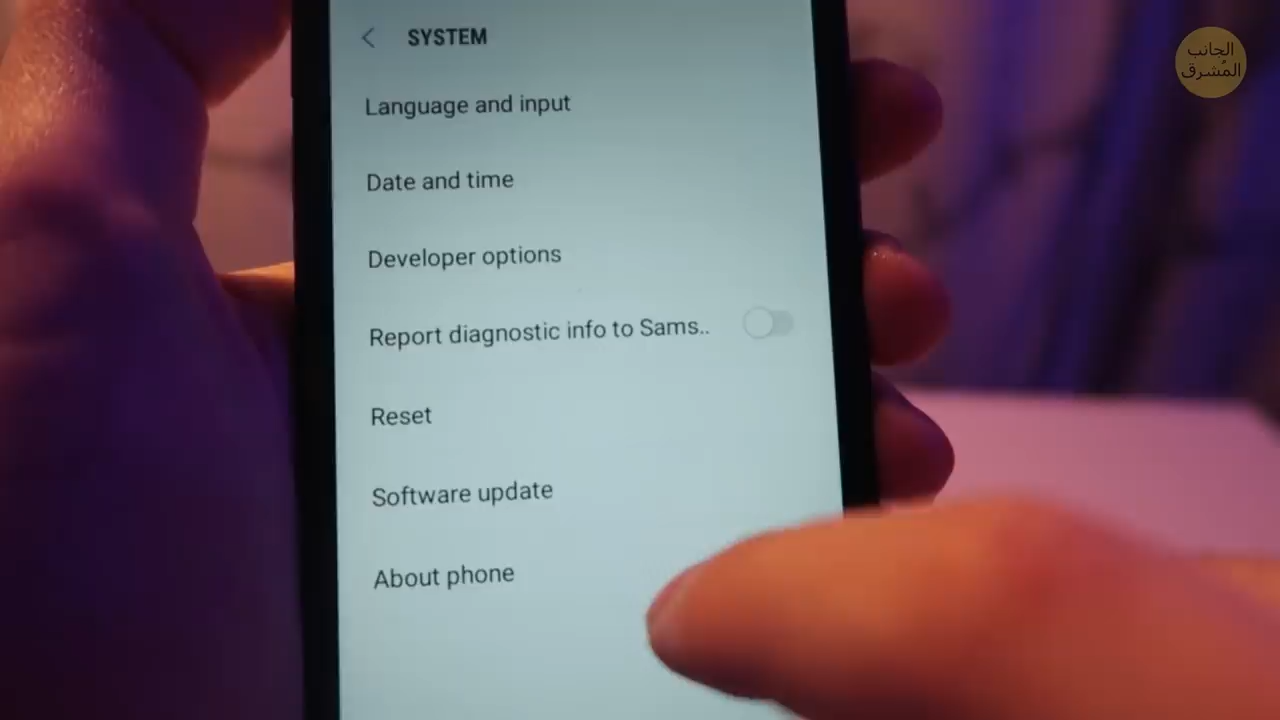 SYSTEM
Language and input
Date and time
Developer options
Report diagnostic info to Sams..
Reset
Software update
About phone
الجانب
المُشرق